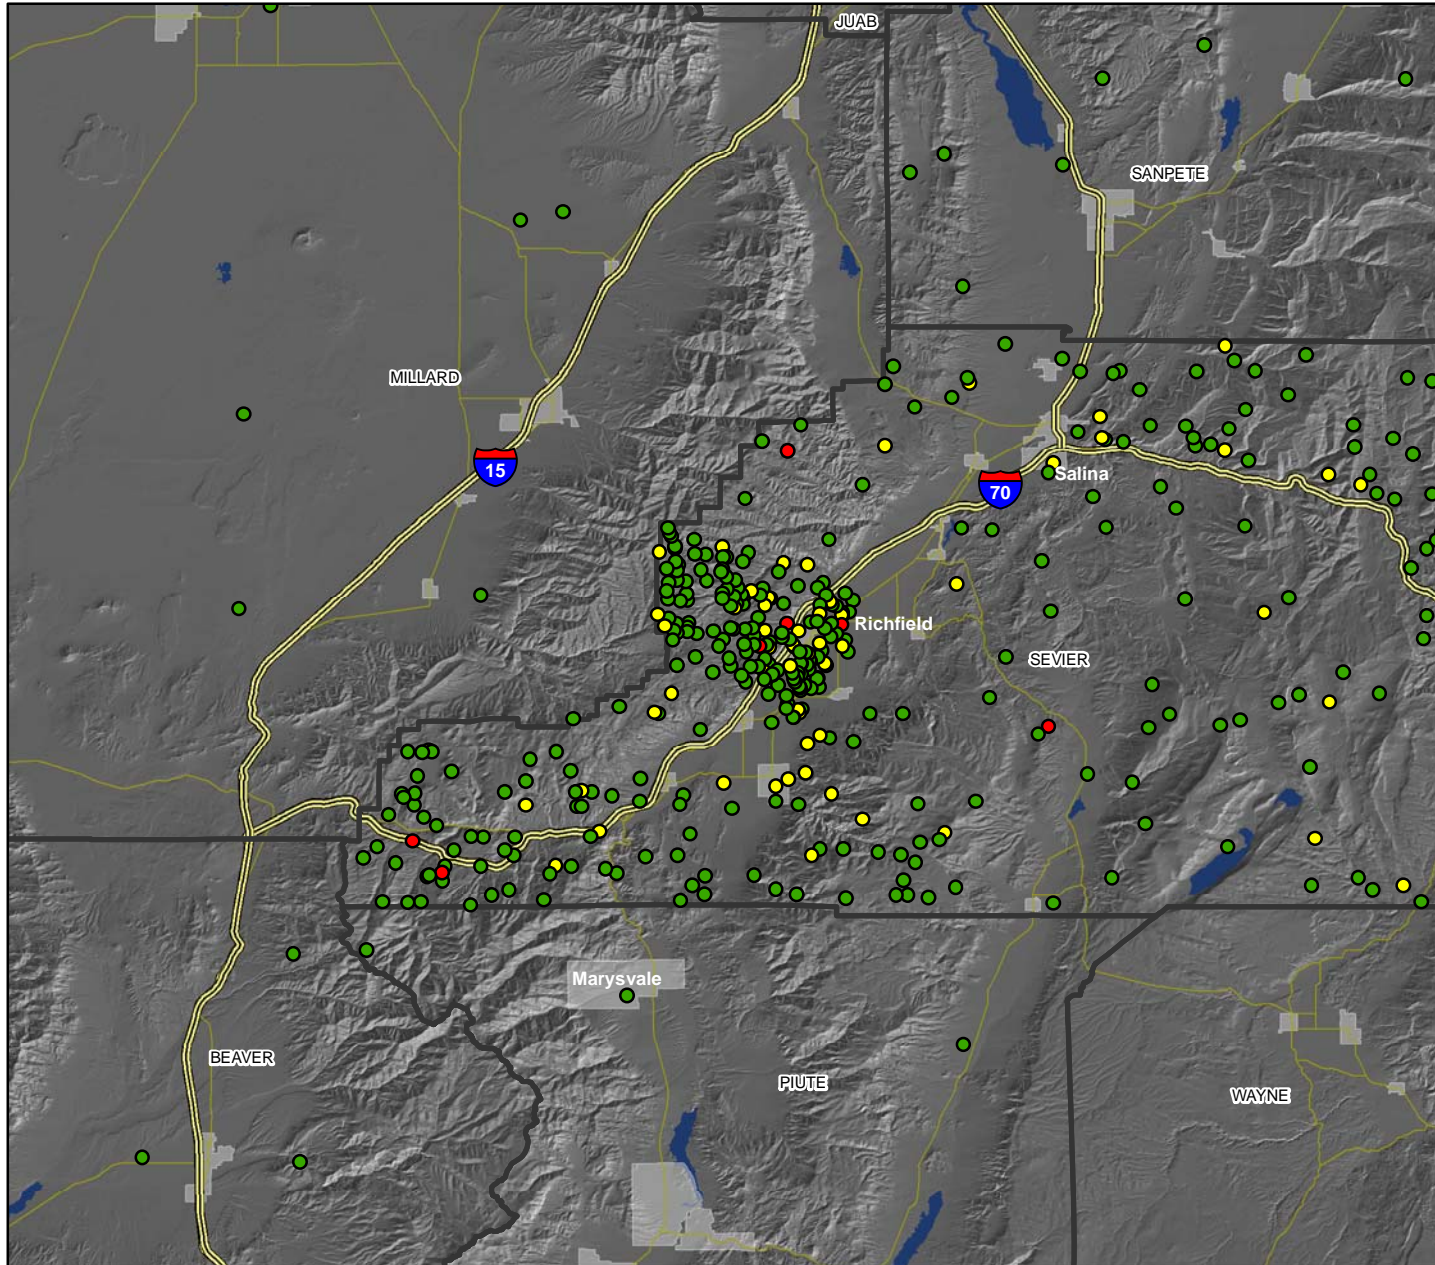 JUAB
SANPETE
MILLARD
15
70
Salina
Richfield
SEVIER
Marysvale
BEAVER
PIUTE
WAYNE